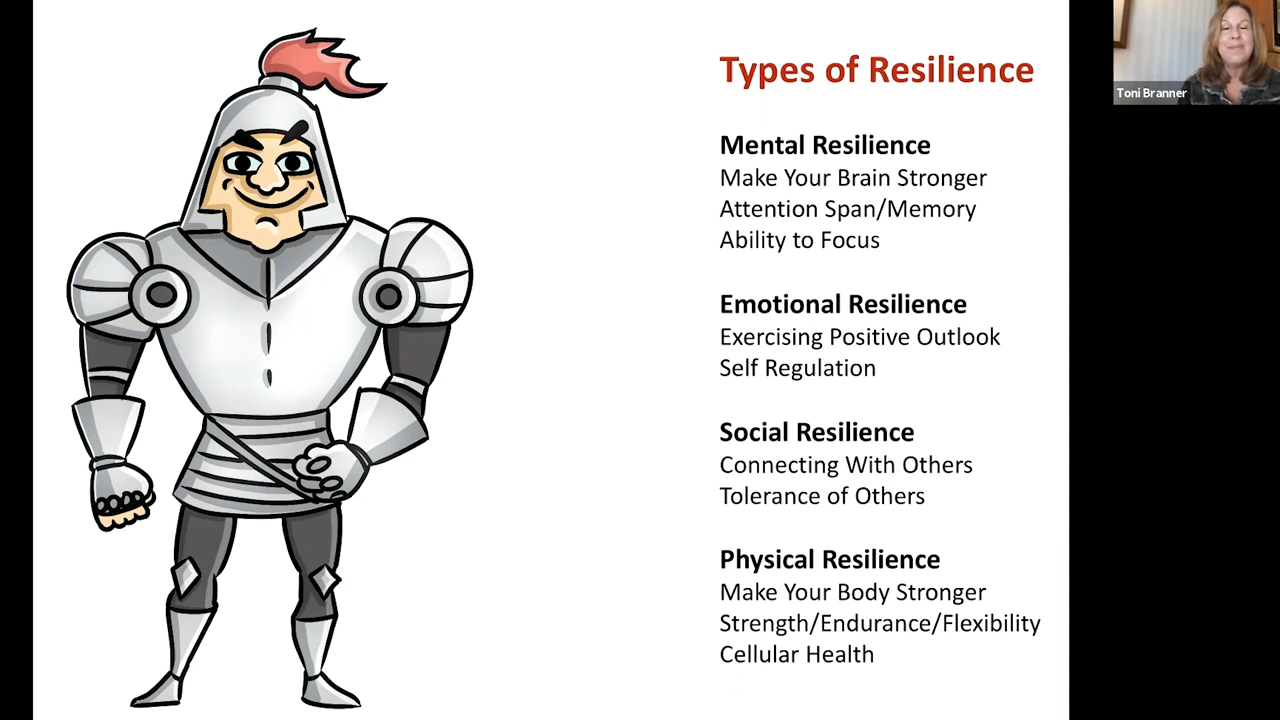 Types of Resilience
Mental Resilience
Make Your Brain Stronger
Attention Span/Memory
Ability to Focus
Emotional Resilience
Exercising Positive Outlook
Self Regulation
Social Resilience
Connecting With Others
Tolerance of Others
Physical Resilience
Make Your Body Stronger
Strength/Endurance/Flexibility
Cellular Health
Toni Branner